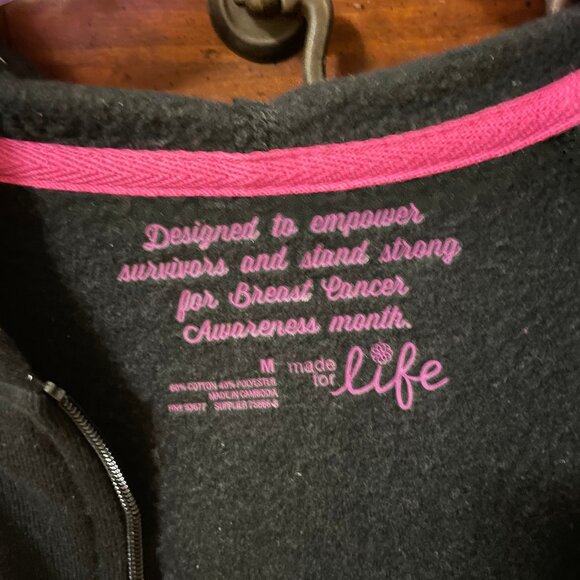 Designed to empower
survivors and stand strong
for Breast Cancer
Awareness month.
M
made
for life
60% COTTON 40% POLYESTER
MADE IN CAMBODIA